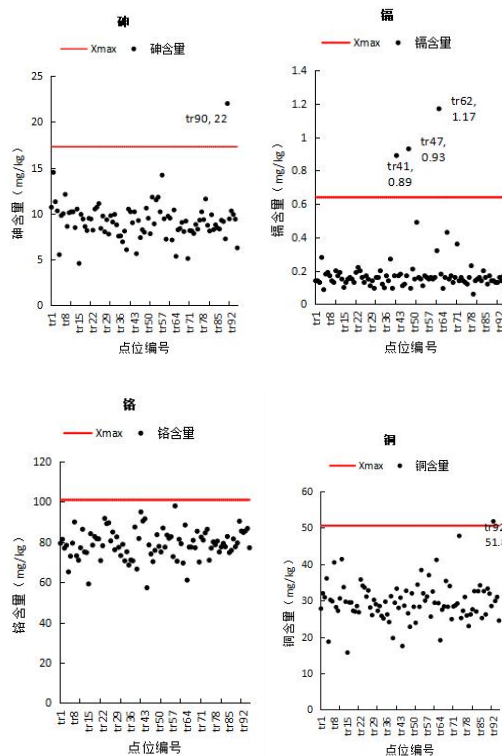 砷
Xmax 砷含量
25
20
15
10
5
0
砷含量（mg/kg）
tr90, 22
tr1 tr8 tr15 tr22 tr29 tr36 tr43 tr50 tr57 tr64 tr71 tr78 tr85 tr92
点位编号
镉
Xmax 镉含量
1.4
1.2
1
0.8
0.6
0.4
0.2
0
镉含量（mg/kg）
tr62,
1.17
tr47,
0.93
tr41,
0.89
tr1 tr8 tr15 tr22 tr29 tr36 tr43 tr50 tr57 tr64 tr71 tr78 tr85 tr92
点位编号
铬
Xmax 铬含量
120
100
80
60
40
20
0
铬含量（mg/kg）
tr1 tr8 tr15 tr22 tr29 tr36 tr43 tr50 tr57 tr64 tr71 tr78 tr85 tr92
点位编号
铜
Xmax 铜含量
60
50
40
30
20
10
0
铜含量（mg/kg）
tr92
51.8
tr1 tr8 tr15 tr22 tr29 tr36 tr43 tr50 tr57 tr64 tr71 tr78 tr85 tr92
点位编号